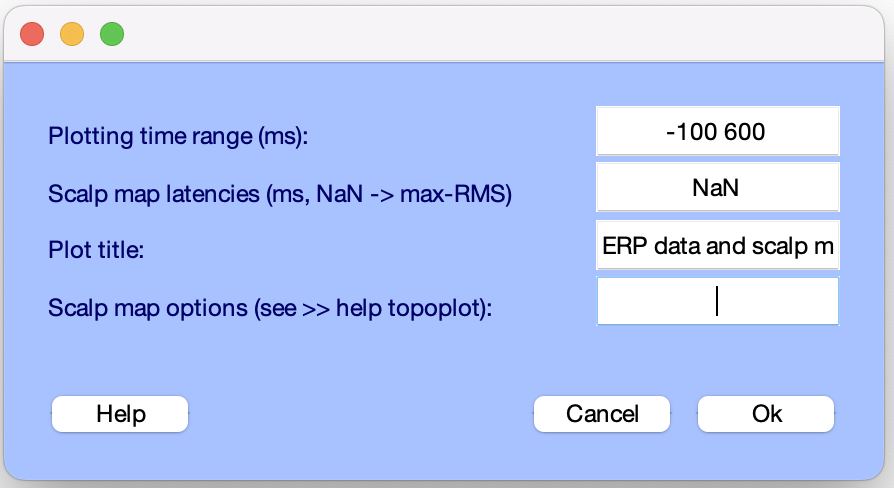 Plotting time range (ms):
-100 600
Scalp map latencies (ms, NaN -> max-RMS)
NaN
Plot title:
ERP data and scalp m
Scalp map options (see >> help topoplot):
Help
Cancel
Ok